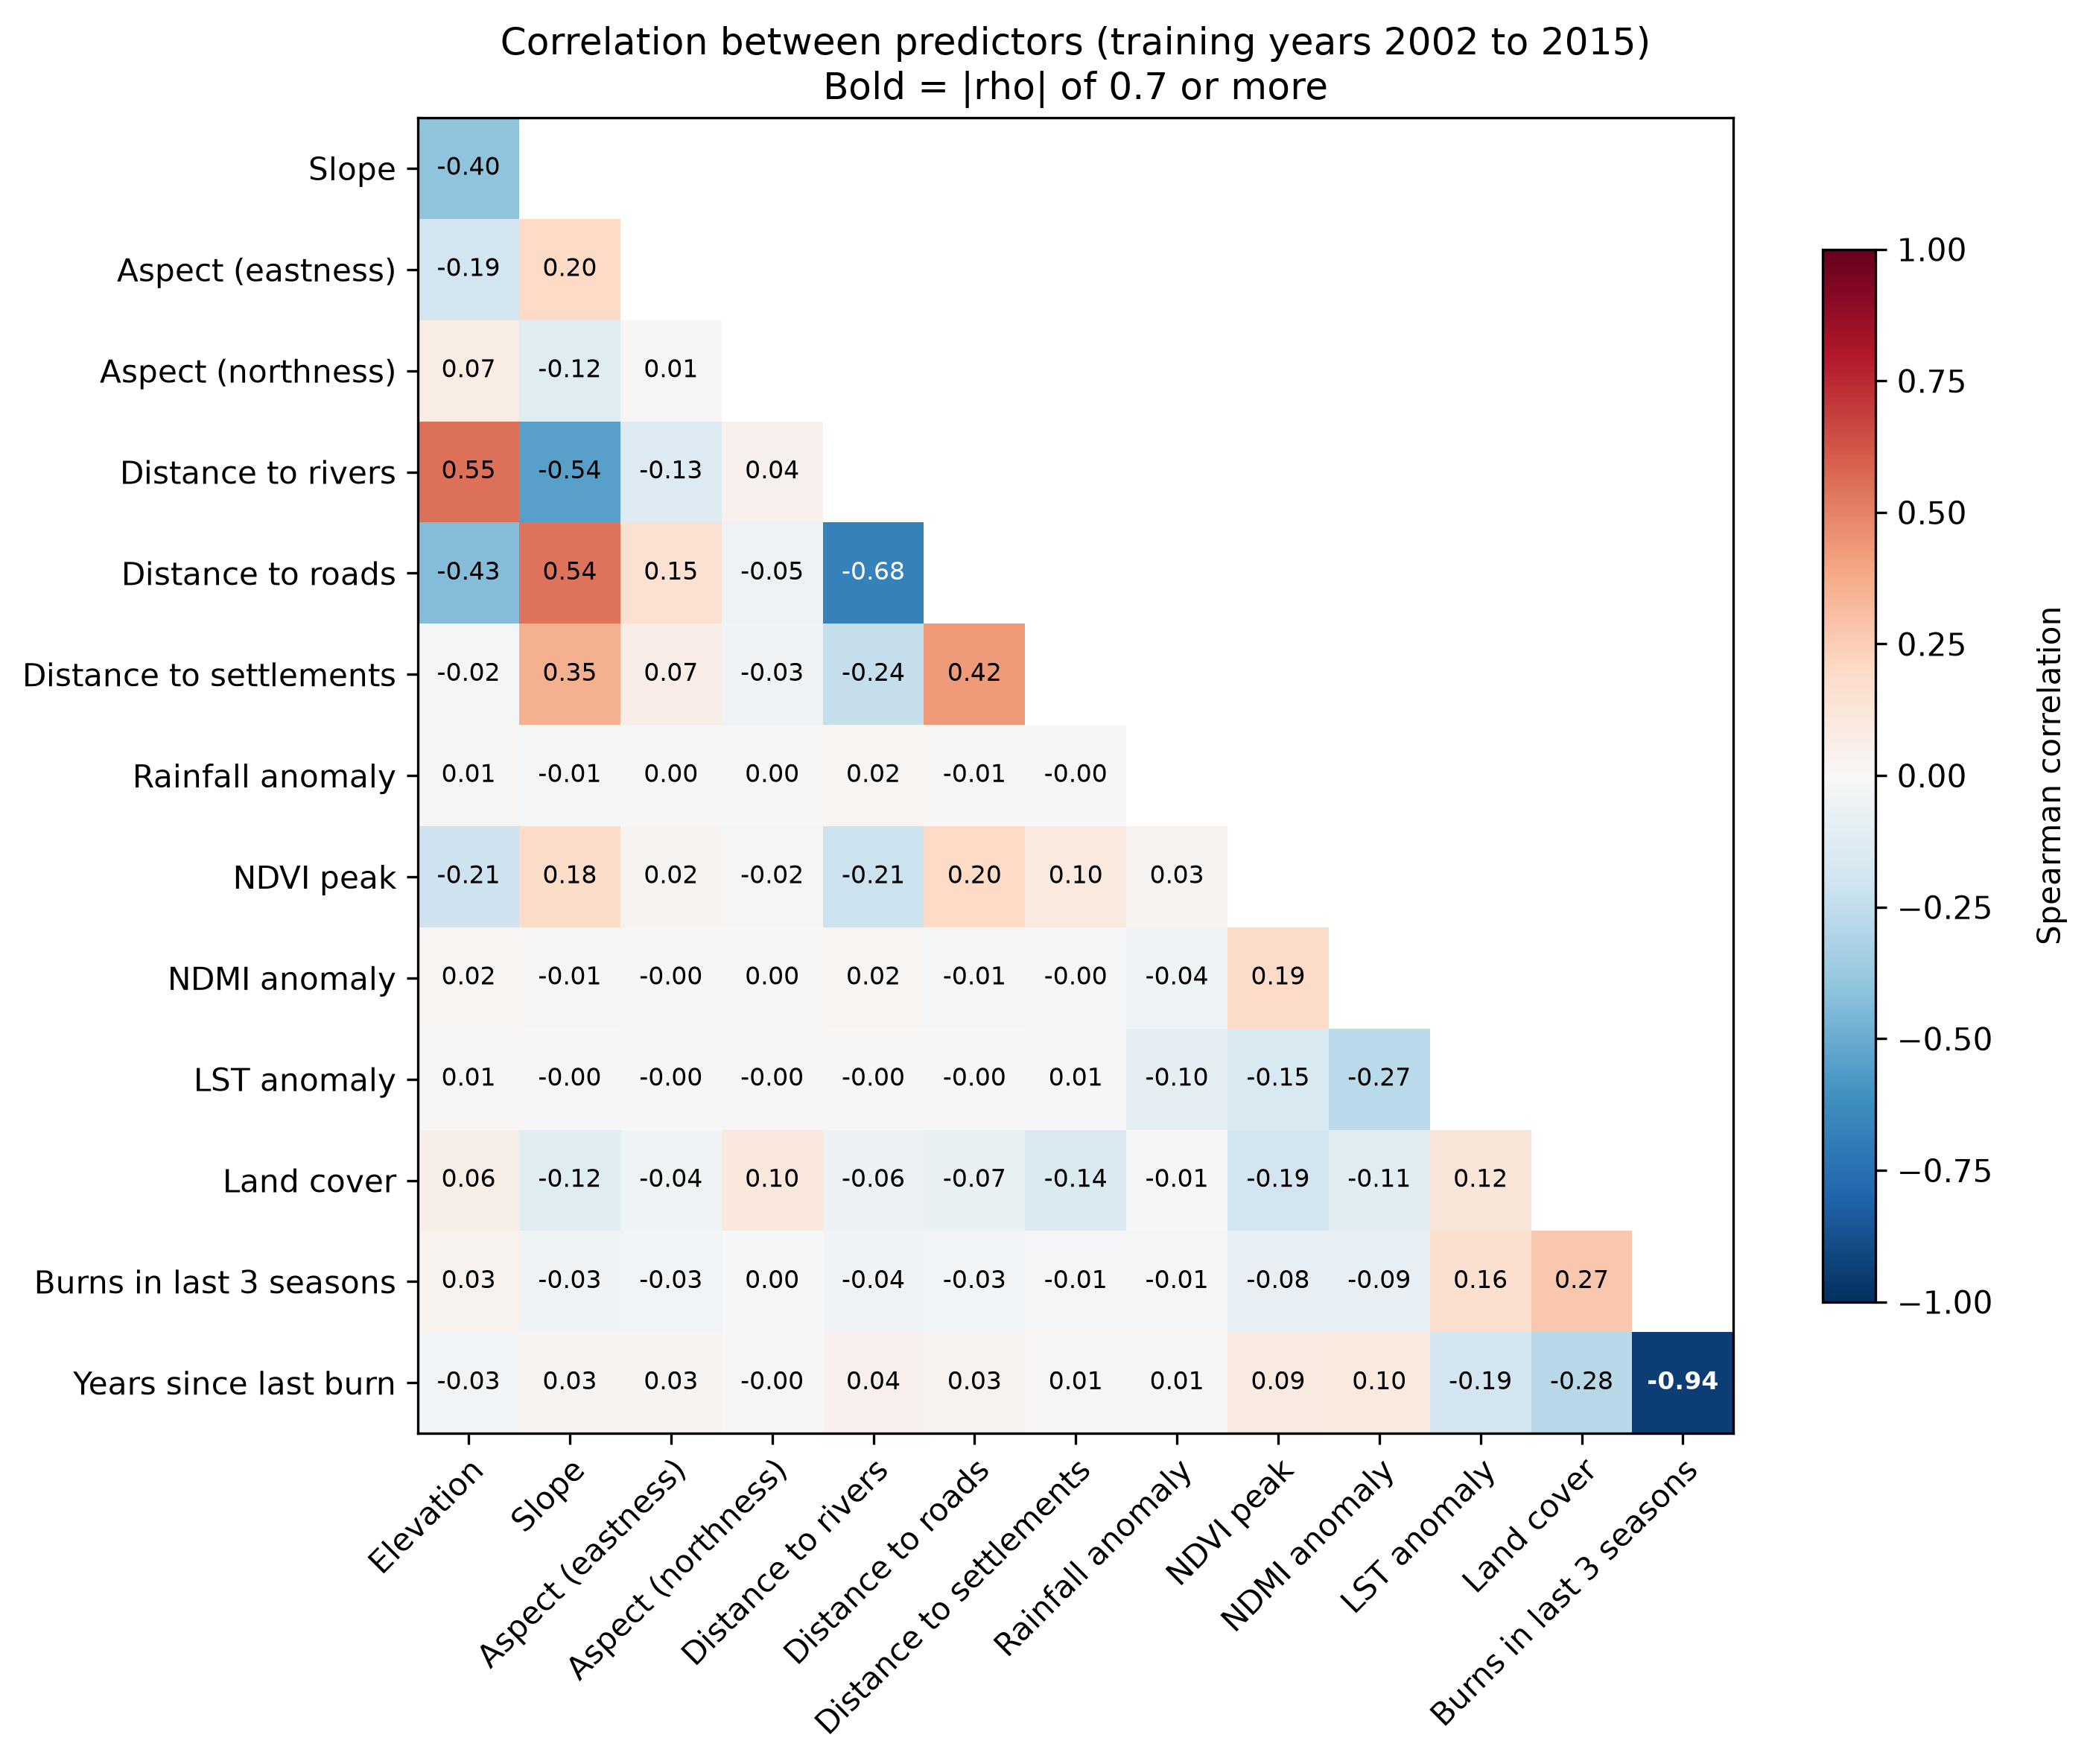 Correlation between predictors (training years 2002 to 2015)
Bold = |rho| of 0.7 or more
Slope -0.40
Aspect (eastness) -0.19 0.20
Aspect (northness) 0.07 -0.12 0.01
Distance to rivers 0.55 -0.54 -0.13 0.04
Distance to roads -0.43 0.54 0.15 -0.05 -0.68
Distance to settlements -0.02 0.35 0.07 -0.03 -0.24 0.42
Rainfall anomaly 0.01 -0.01 0.00 0.00 0.02 -0.01 -0.00
NDVI peak -0.21 0.18 0.02 -0.02 -0.21 0.20 0.10 0.03
NDMI anomaly 0.02 -0.01 -0.00 0.00 0.02 -0.01 -0.00 -0.04 0.19
LST anomaly 0.01 -0.00 -0.00 -0.00 -0.00 -0.00 0.01 -0.10 -0.15 -0.27
Land cover 0.06 -0.12 -0.04 0.10 -0.06 -0.07 -0.14 -0.01 -0.19 -0.11 0.12
Burns in last 3 seasons 0.03 -0.03 -0.03 0.00 -0.04 -0.03 -0.01 -0.01 -0.08 -0.09 0.16 0.27
Years since last burn -0.03 0.03 0.03 -0.00 0.04 0.03 0.01 0.01 0.09 0.10 -0.19 -0.28 -0.94
Elevation
Slope
Aspect (eastness)
Aspect (northness)
Distance to rivers
Distance to roads
Distance to settlements
Rainfall anomaly
NDVI peak
NDMI anomaly
LST anomaly
Land cover
Burns in last 3 seasons
1.00
0.75
0.50
0.25
0.00
−0.25
−0.50
−0.75
−1.00
Spearman correlation